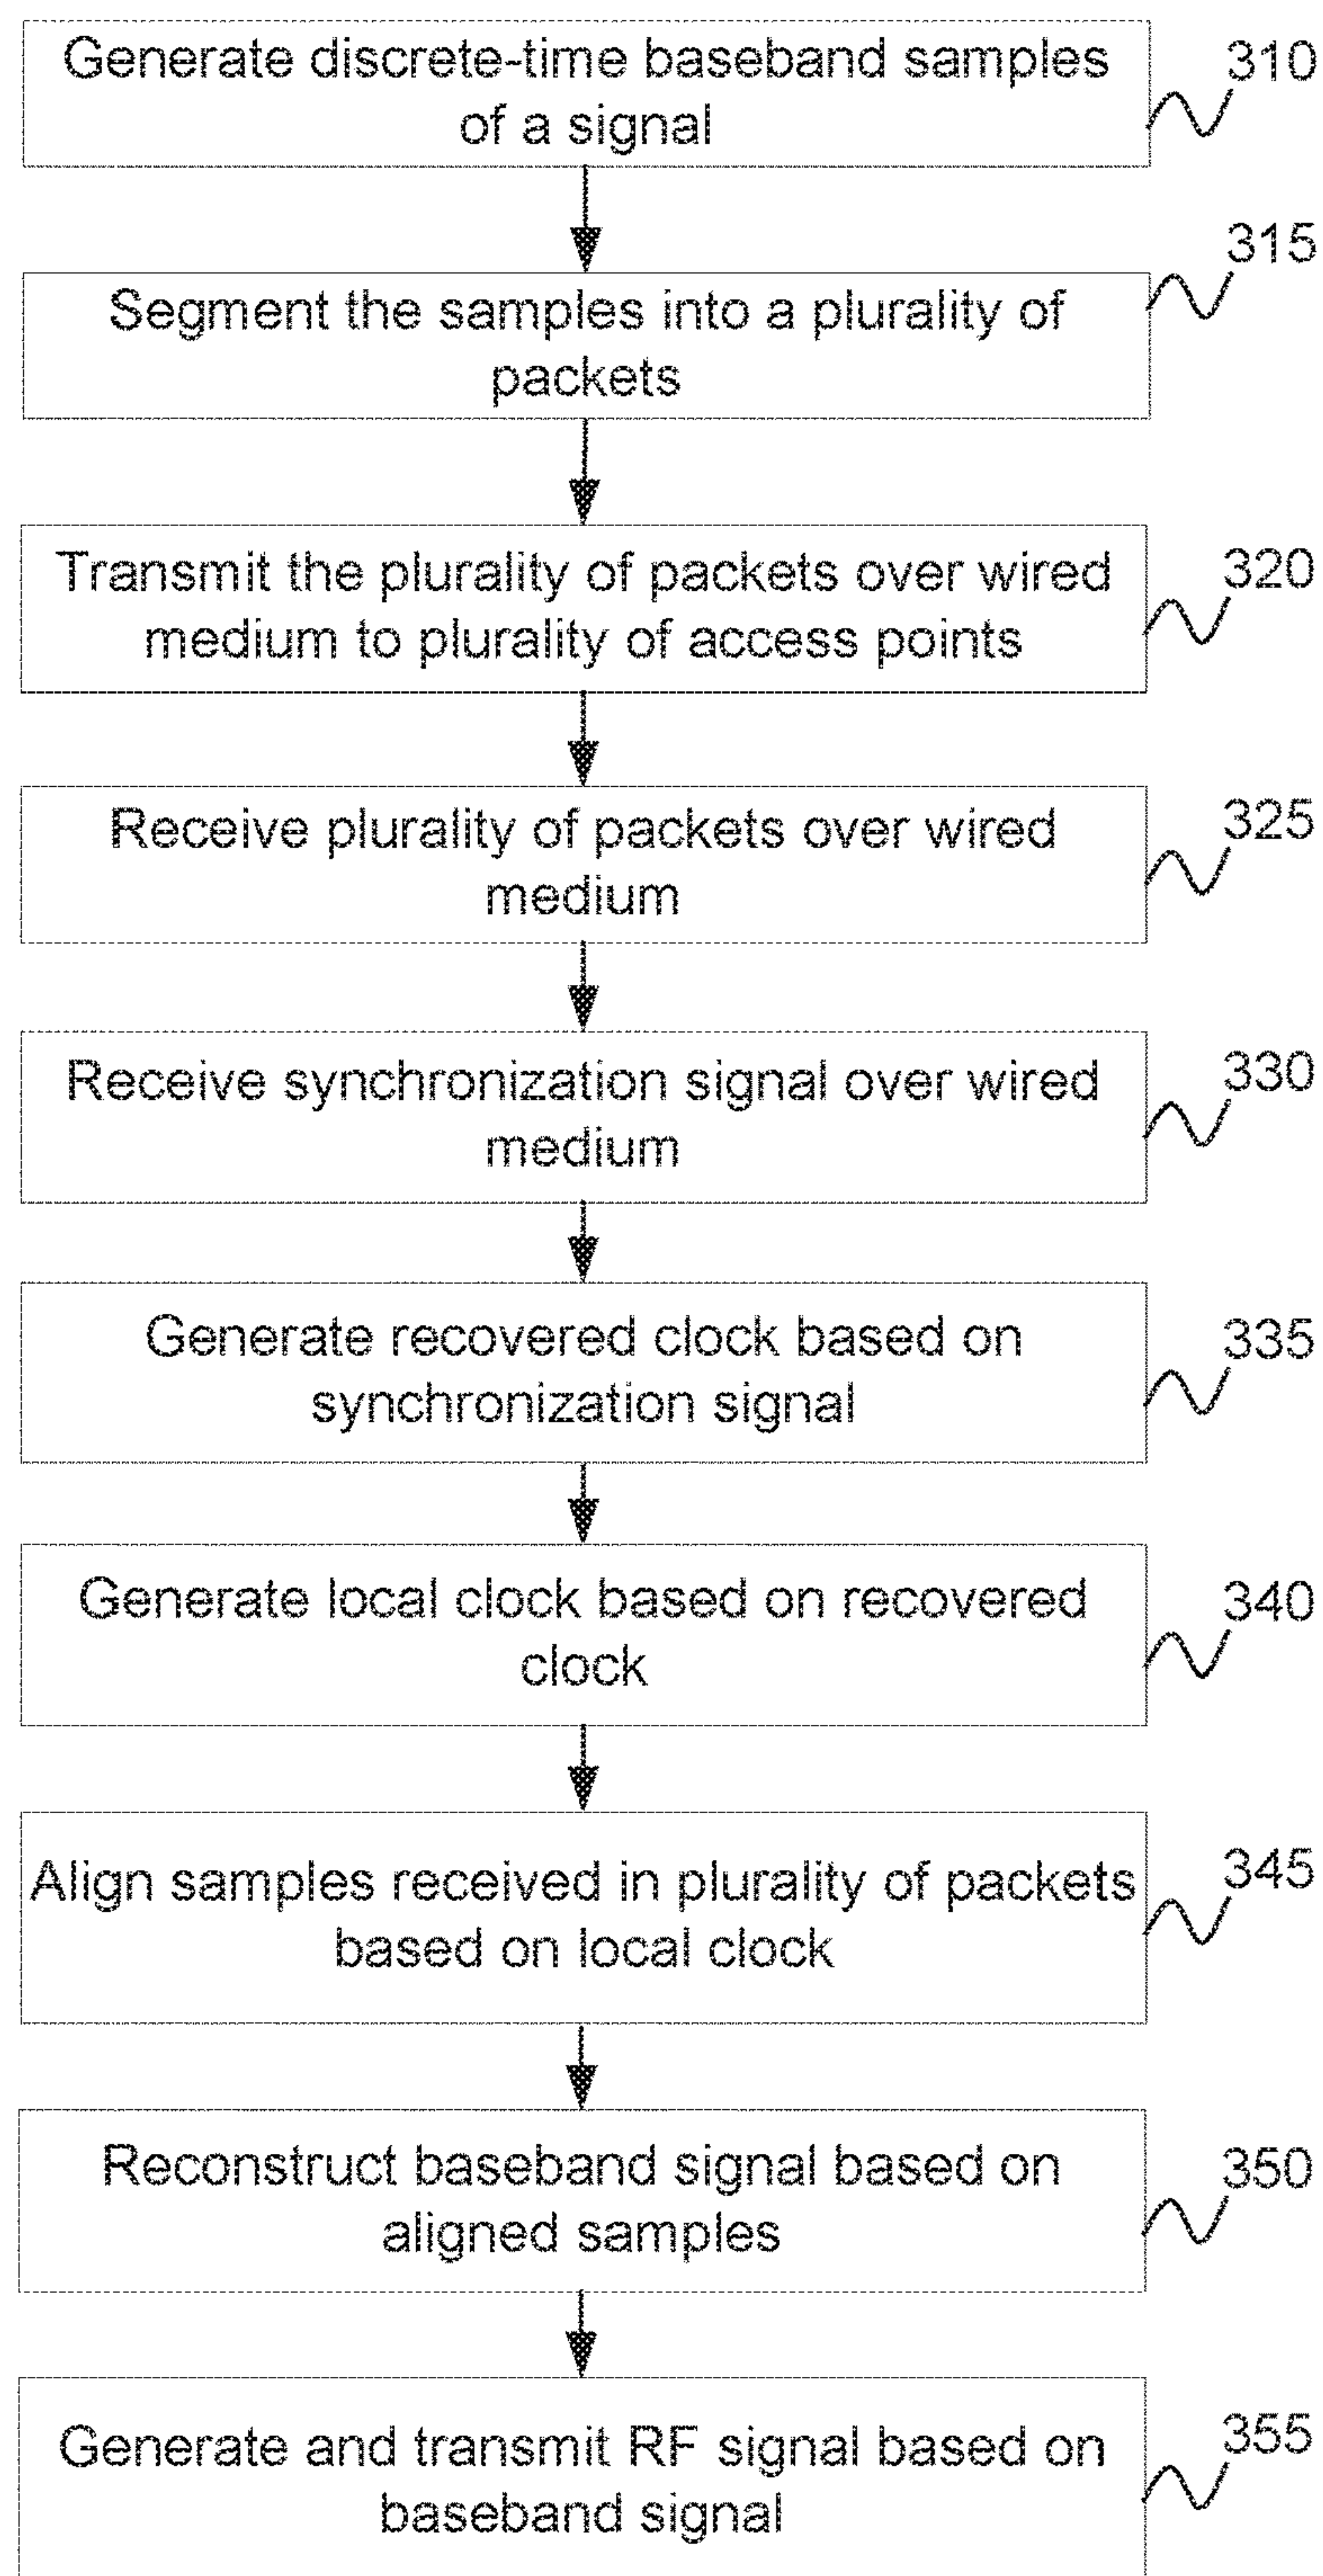 Generate discrete-time baseband samples
of a signal
310
Segment the samples into a plurality of
packets
315
Transmit the plurality of packets over wired
medium to plurality of access points
320
Receive plurality of packets over wired
medium
325
Receive synchronization signal over wired
medium
330
Generate recovered clock based on
synchronization signal
335
Generate local clock based on recovered
clock
340
Align samples received in plurality of packets
based on local clock
345
Reconstruct baseband signal based on
aligned samples
350
Generate and transmit RF signal based on
baseband signal
355